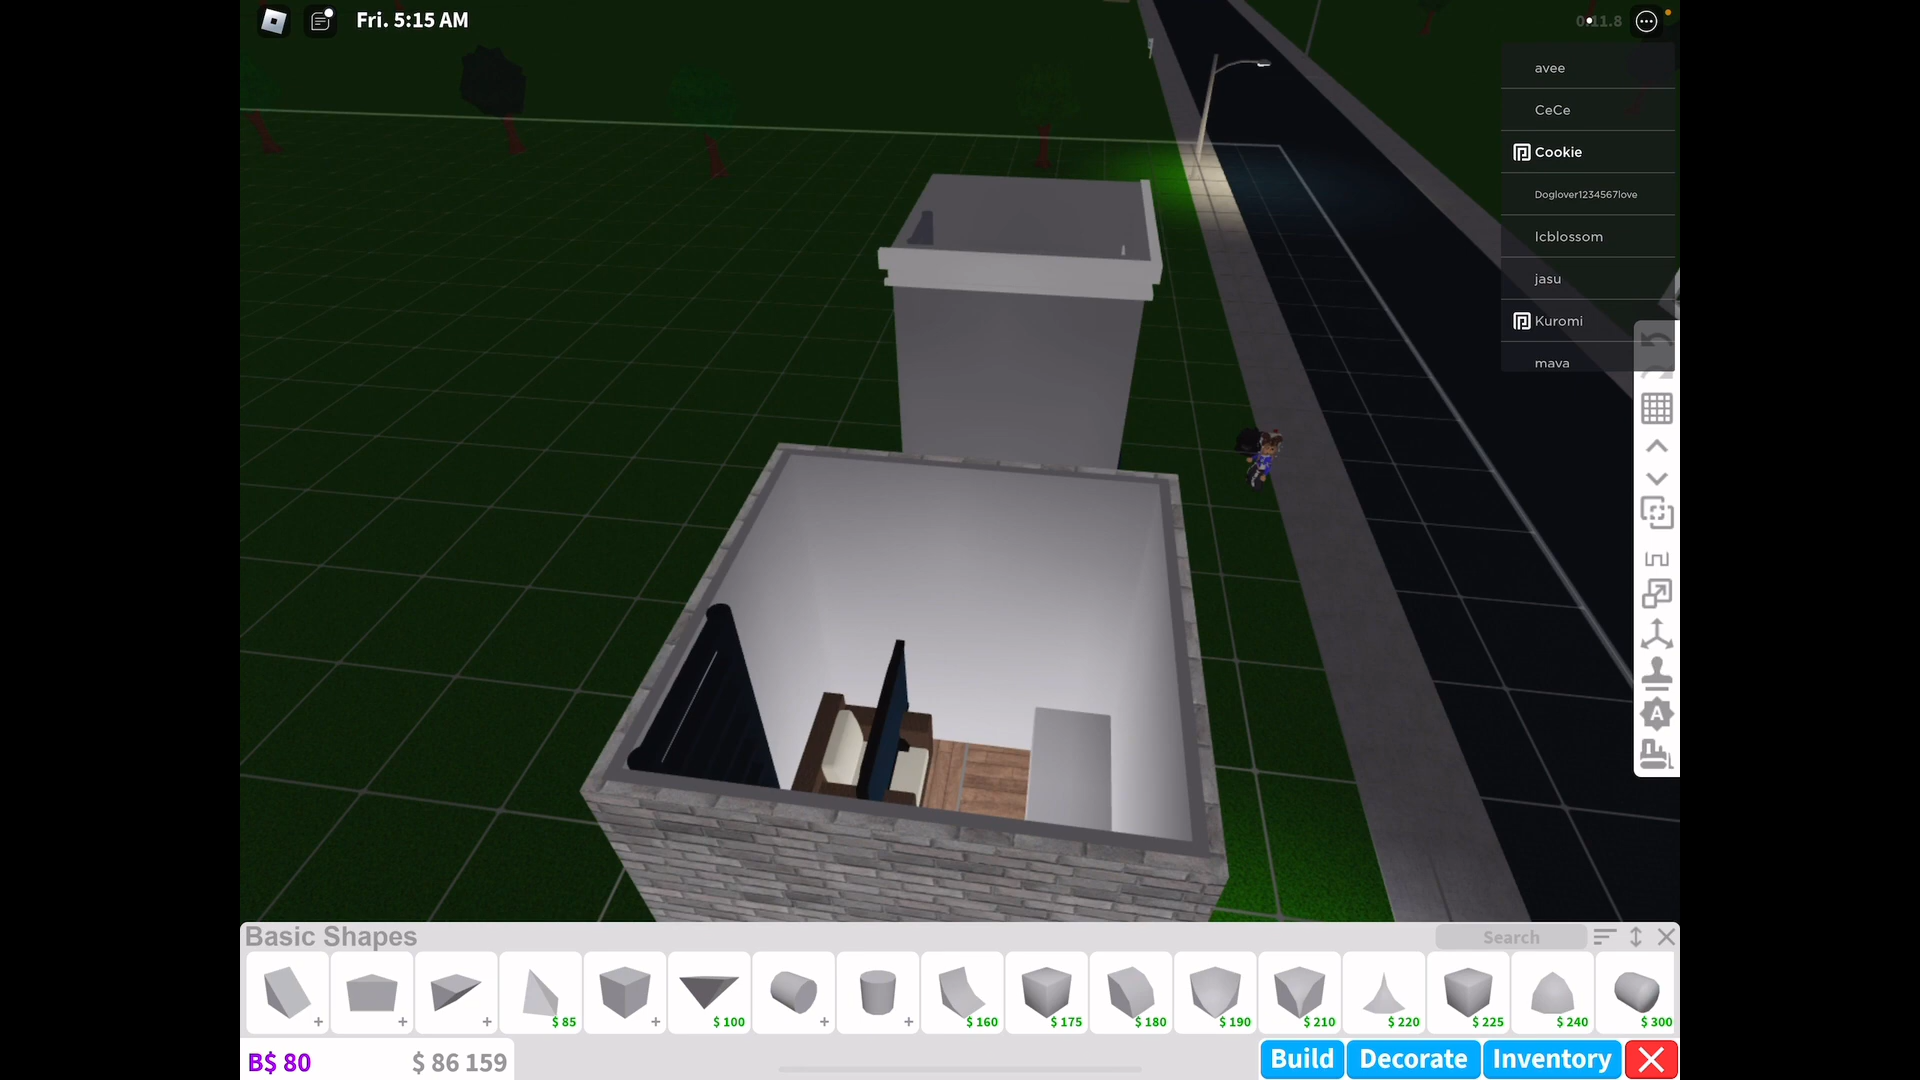 Fri. 5:15 AM
avee
CeCe
Cookie
Doglover1234567love
Icblossom
jasu
Kuromi
A
Basic Shapes
Search
$ 85
$ 100
$ 160
$ 175
$ 180
$ 190
$ 210
$ 220
$ 225
$ 240
$ 300
B$ 80
$ 86 159
Build
Decorate
Inventory